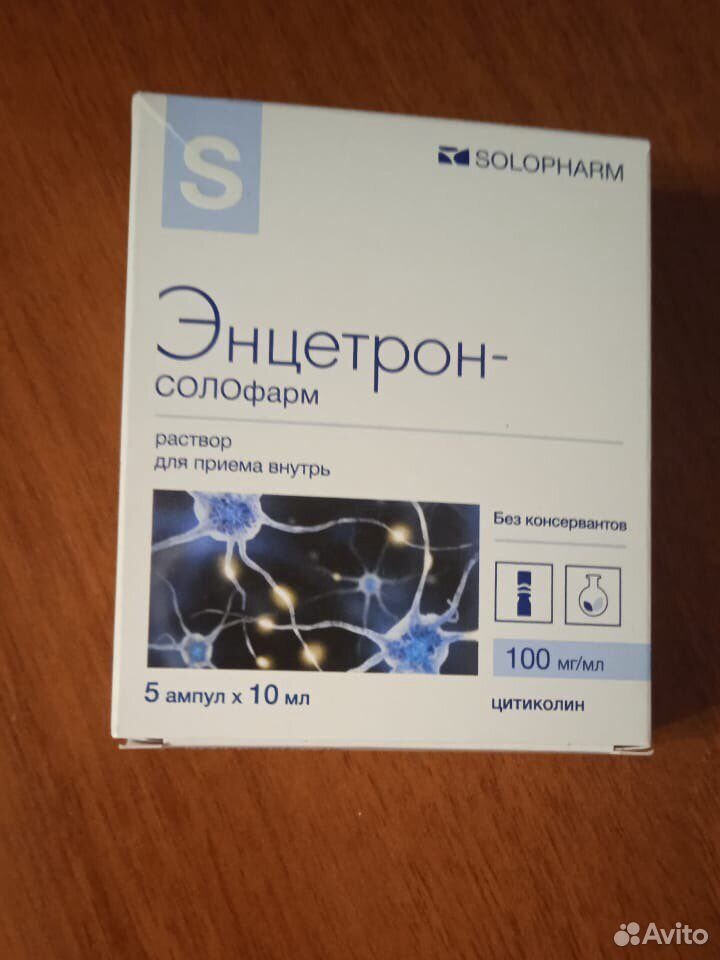 S
SOLOPHARM
Энцетрон-
СОЛОфарм
раствор
для приема внутрь
Без консервантов
100 мг/мл
5 ампул х 10 мл
цитиколин
Avito